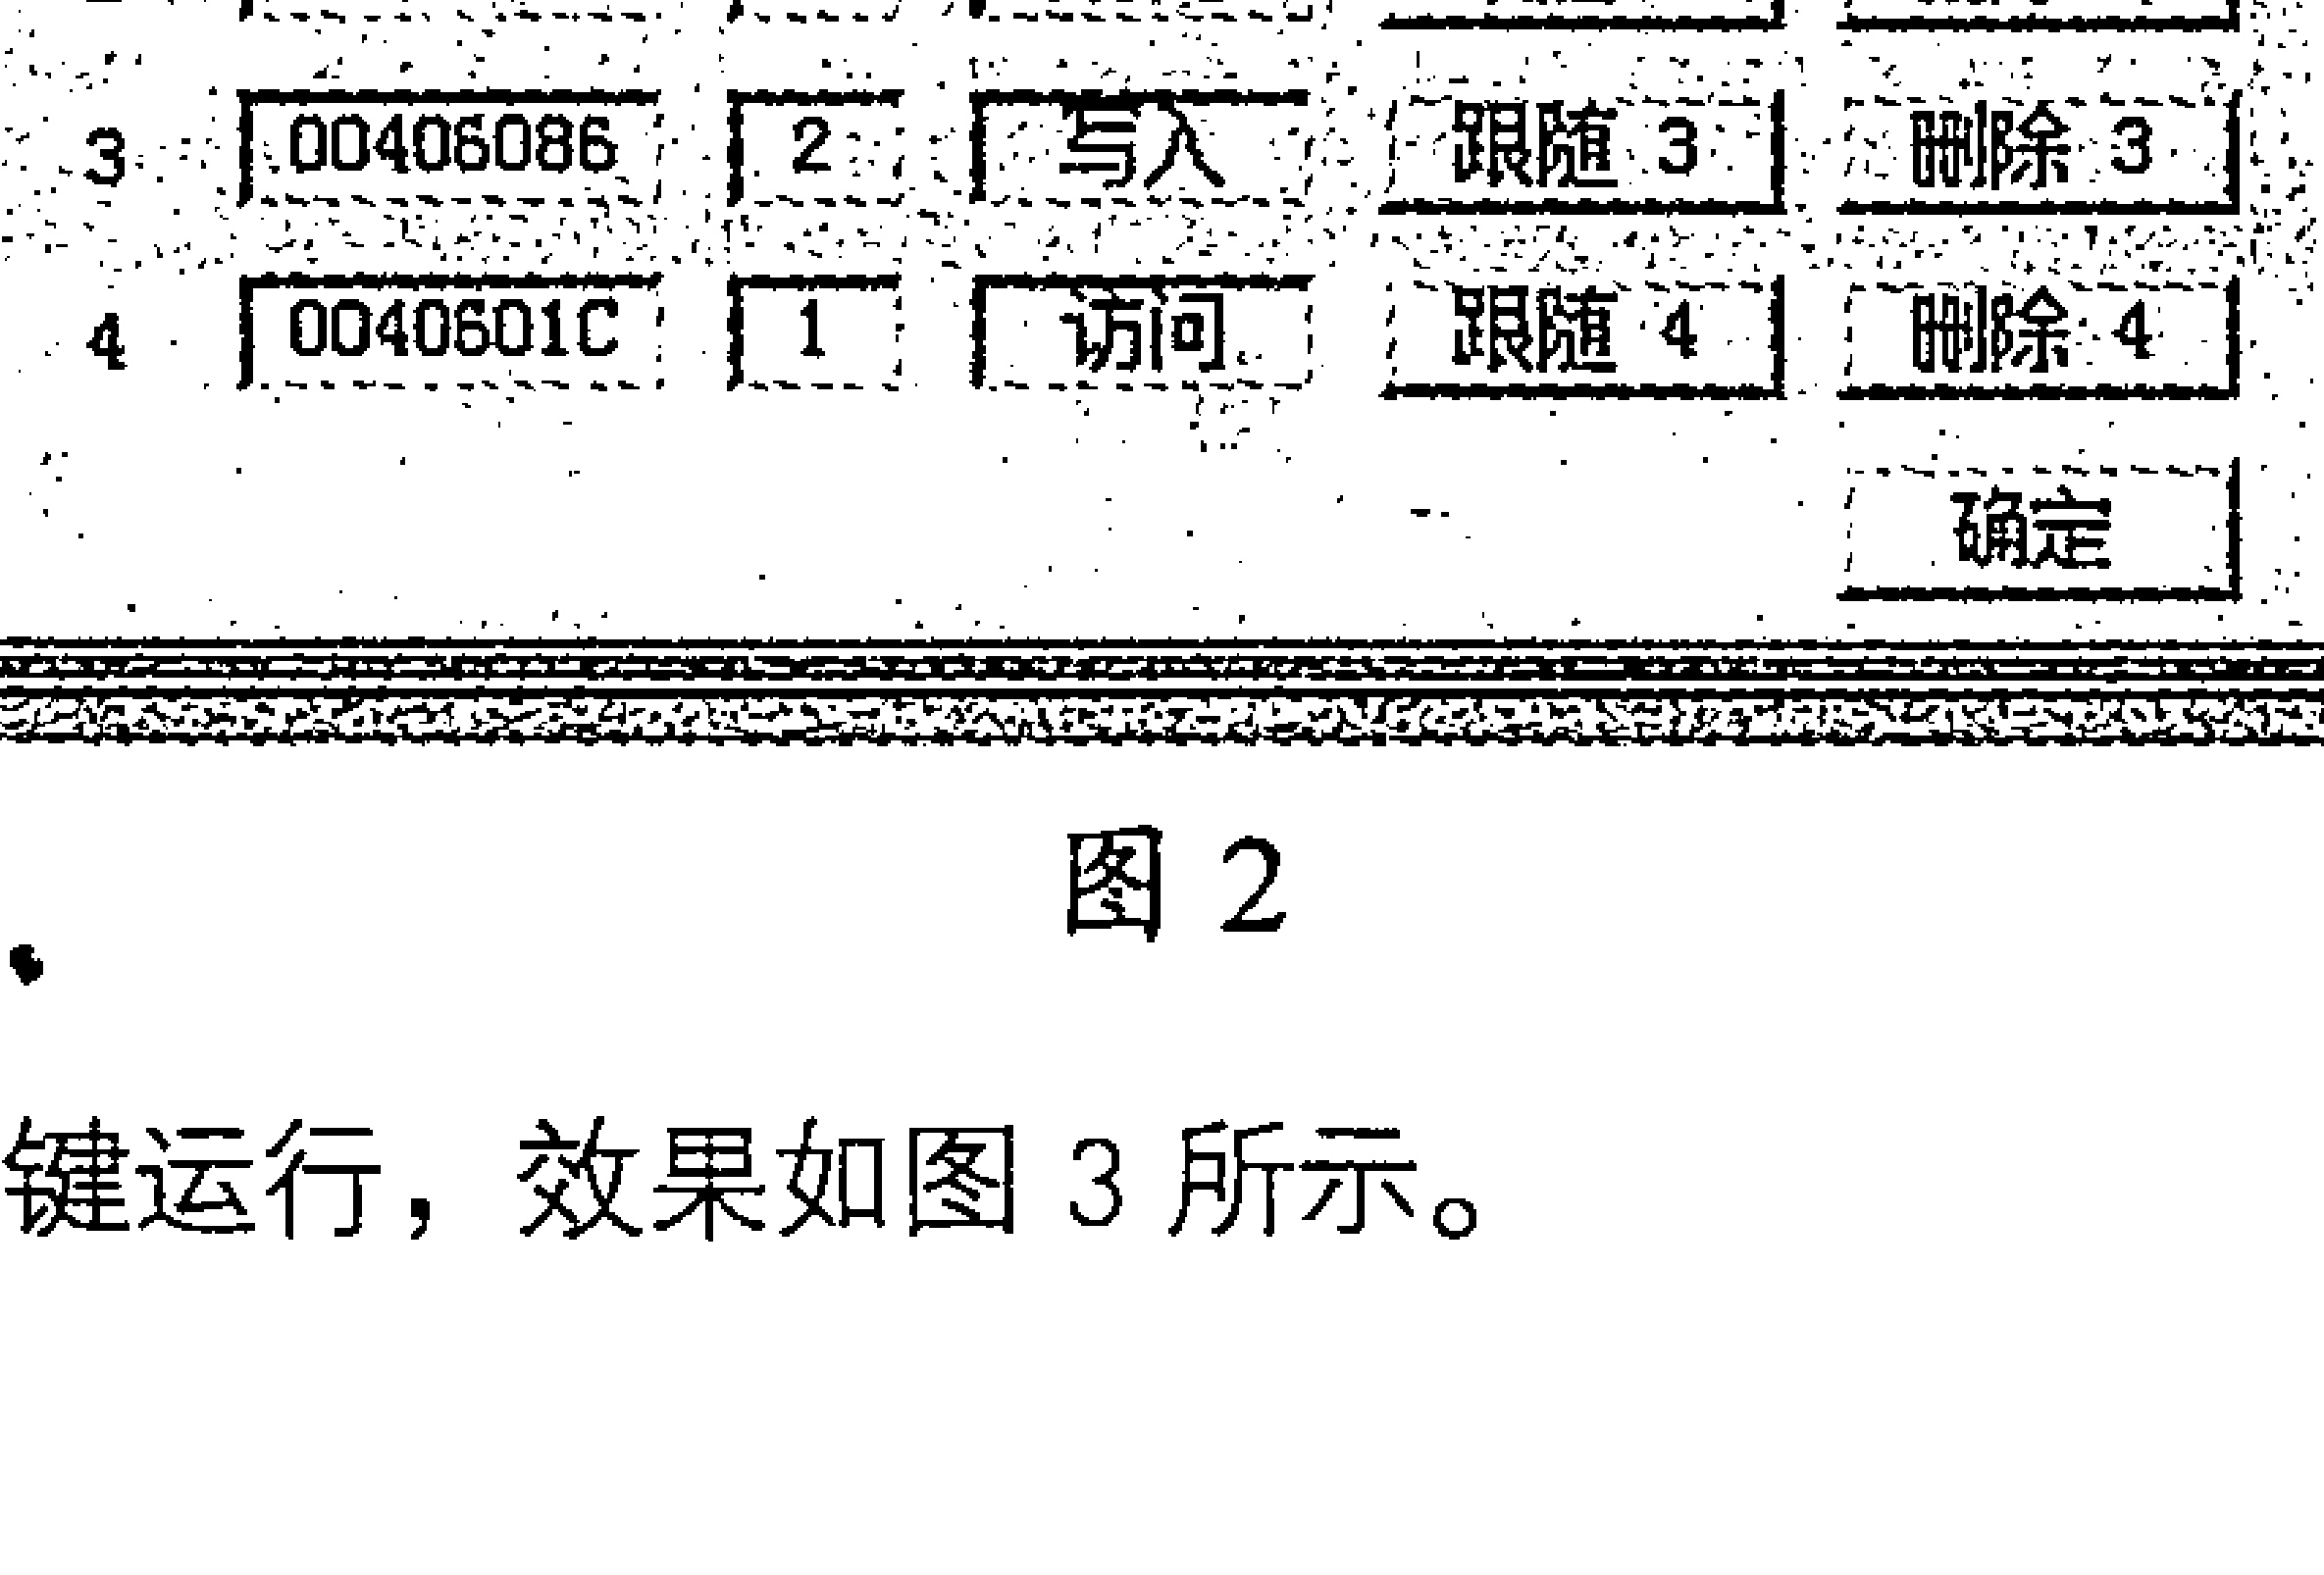 3 00406086 2 写入 跟随 3 删除 3
4 0040601C 1 访问 跟随 4 删除 4
确定
图 2
键运行，效果如图 3 所示。